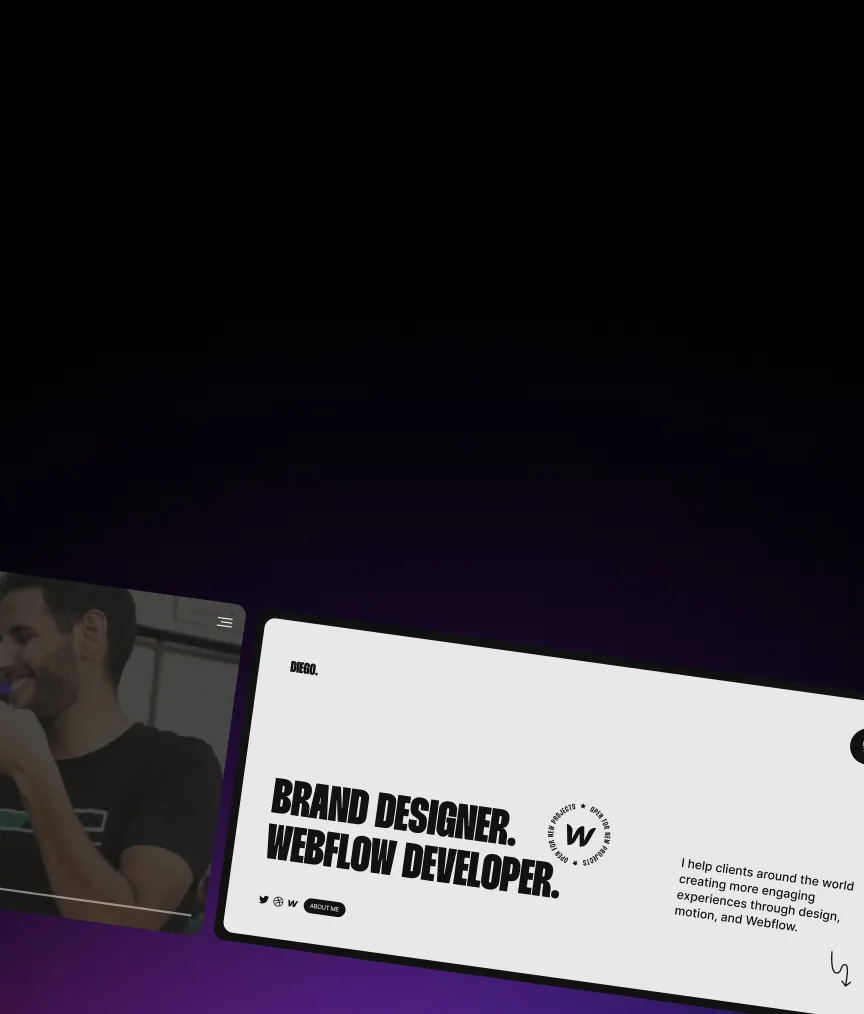 DIEGO.
BRAND DESIGNER.
WEBFLOW DEVELOPER.
OPEN FOR NEW PROJECTS ★ OPEN FOR NEW PROJECTS ★
W
I help clients around the world
creating more engaging
experiences through design,
motion, and Webflow.
ABOUT ME